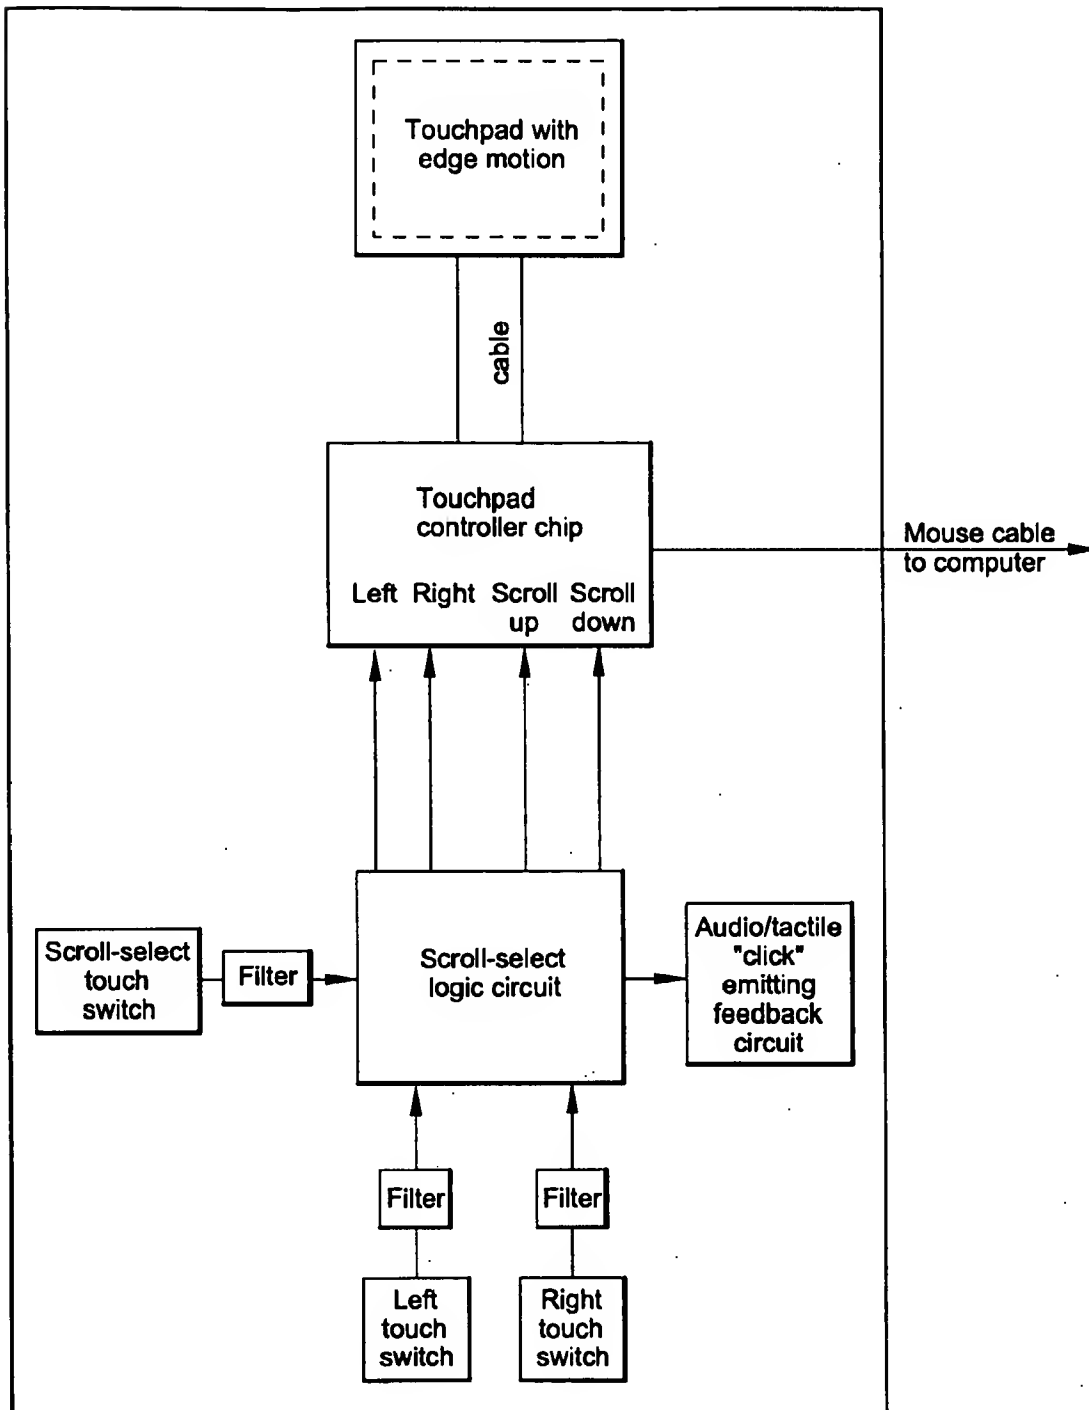 Touchpad with
edge motion
cable
Touchpad
controller chip
Left Right Scroll up Scroll down
Mouse cable
to computer
Scroll-select
touch
switch
Filter
Scroll-select
logic circuit
Audio/tactile
"click"
emitting
feedback
circuit
Filter
Filter
Left
touch
switch
Right
touch
switch